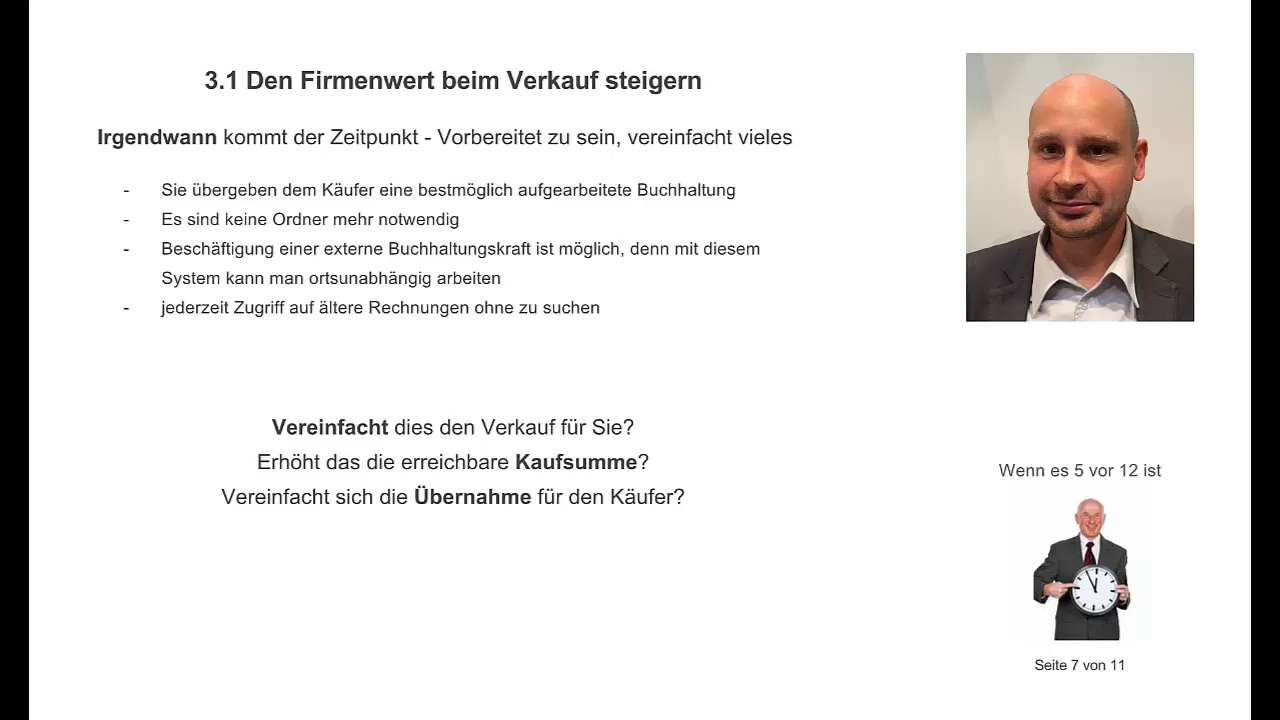 3.1 Den Firmenwert beim Verkauf steigern
Irgendwann kommt der Zeitpunkt - Vorbereitet zu sein, vereinfacht vieles
- Sie übergeben dem Käufer eine bestmöglich aufgearbeitete Buchhaltung
- Es sind keine Ordner mehr notwendig
- Beschäftigung einer externe Buchhaltungskraft ist möglich, denn mit diesem
System kann man ortsunabhängig arbeiten
- jederzeit Zugriff auf ältere Rechnungen ohne zu suchen
Vereinfacht dies den Verkauf für Sie?
Erhöht das die erreichbare Kaufsumme?
Vereinfacht sich die Übernahme für den Käufer?
Wenn es 5 vor 12 ist
Seite 7 von 11